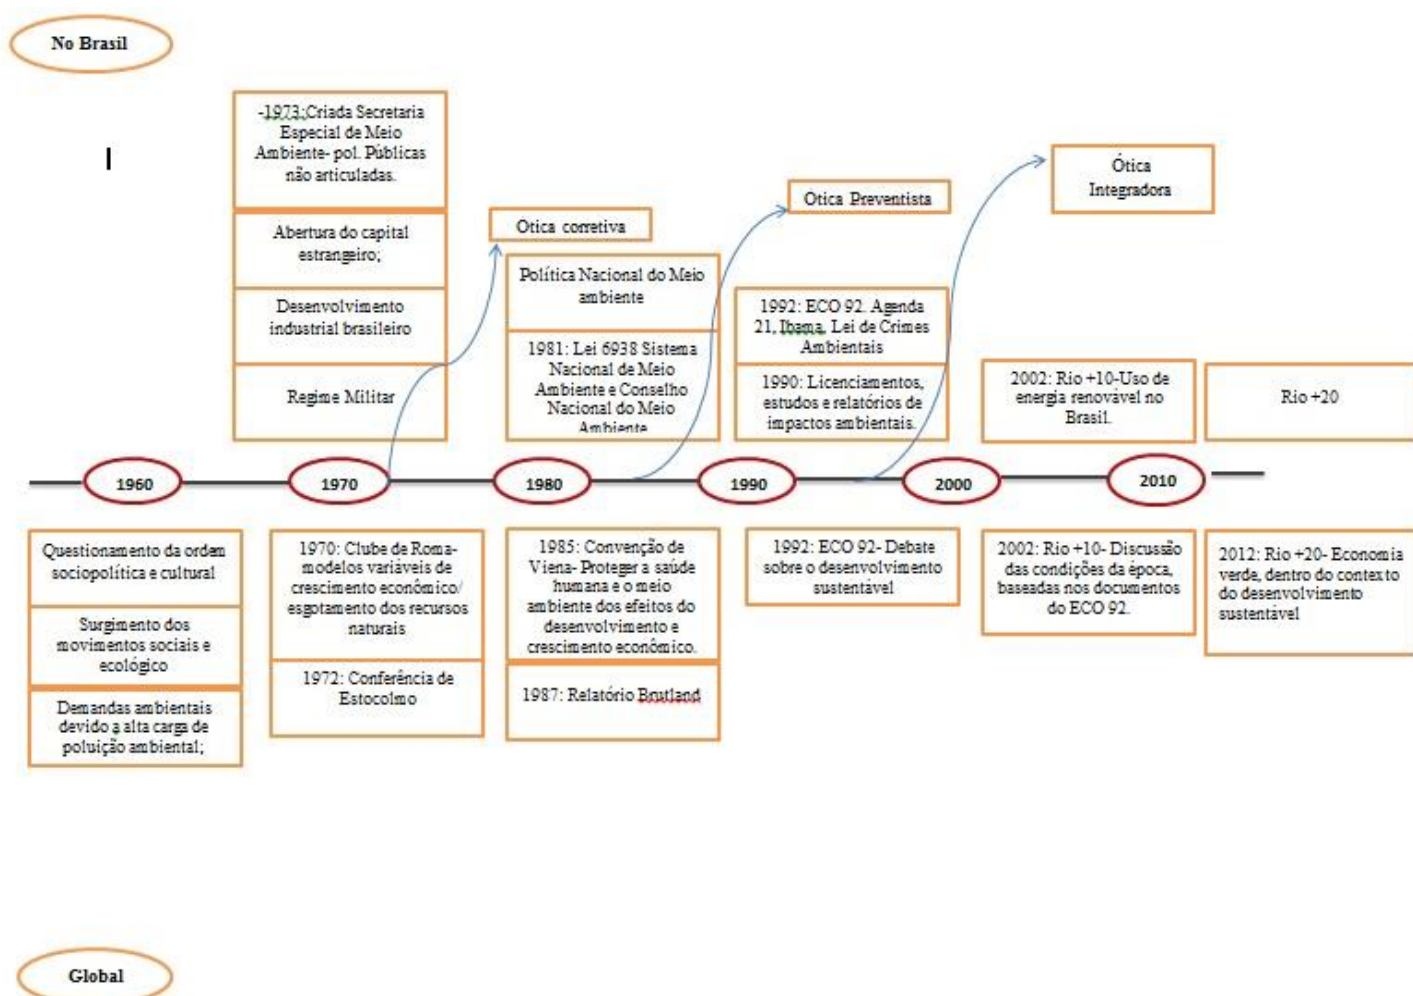 No Brasil
-1973:Criada Secretaria
Especial de Meio
Ambiente- pol. Públicas
não articuladas.
Abertura do capital
estrangeiro;
Desenvolvimento
industrial brasileiro
Regime Militar
Ótica corretiva
Política Nacional do Meio
ambiente
1981: Lei 6938 Sistema
Nacional de Meio
Ambiente e Conselho
Nacional do Meio
Ambiente
Ótica Preventista
1992: ECO 92. Agenda
21, Ibama, Lei de Crimes
Ambientais
1990: Licenciamentos,
estudos e relatórios de
impactos ambientais.
Ótica
Integradora
2002: Rio +10-Uso de
energia renovável no
Brasil.
Rio +20
1960
1970
1980
1990
2000
2010
Questionamento da ordem
sociopolítica e cultural
Surgimento dos
movimentos sociais e
ecológico
Demandas ambientais
devido a alta carga de
poluição ambiental;
1970: Clube de Roma-
modelos variáveis de
crescimento econômico/
esgotamento dos recursos
naturais
1972: Conferência de
Estocolmo
1985: Convenção de
Viena- Proteger a saúde
humana e o meio
ambiente dos efeitos do
desenvolvimento e
crescimento econômico.
1987: Relatório Brutland
1992: ECO 92- Debate
sobre o desenvolvimento
sustentável
2002: Rio +10- Discussão
das condições da época,
baseadas nos documentos
do ECO 92.
2012: Rio +20- Economia
verde, dentro do contexto
do desenvolvimento
sustentável
Global